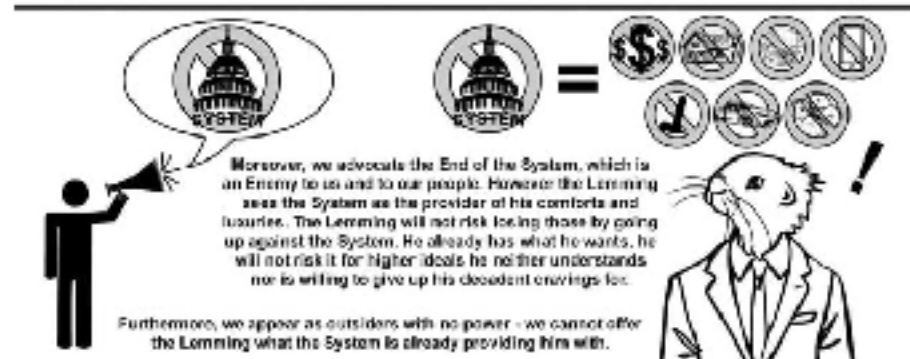 SYSTEM
SYSTEM
$$$
Moreover, we advocate the End of the System, which is
an Enemy to us and to our people. However the Lemming
sees the System as the provider of his comforts and
luxuries. The Lemming will not risk losing those by going
up against the System. He already has what he wants, he
will not risk it for higher ideals he neither understands
nor is willing to give up his decadent cravings for.
Furthermore, we appear as outsiders with no power - we cannot offer
the Lemming what the System is already providing him with.
=
!